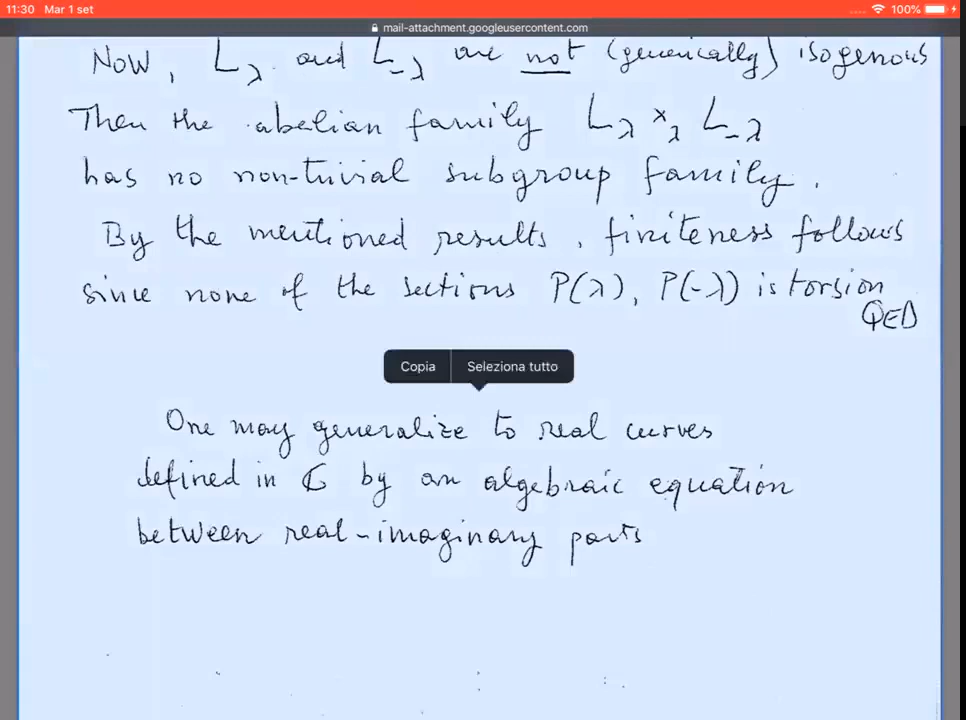 11:30 Mar 1 set
100%
mail-attachment.googleusercontent.com
Now, L_λ and L_-λ are not (generically) isogenous
Then the abelian family L_λ ×_λ L_-λ
has no non-trivial subgroup family.
By the mentioned results, finiteness follows
since none of the sections P(λ), P(-λ) is torsion
QED
Copia Seleziona tutto
One may generalize to real curves
defined in ℂ by an algebraic equation
between real-imaginary parts